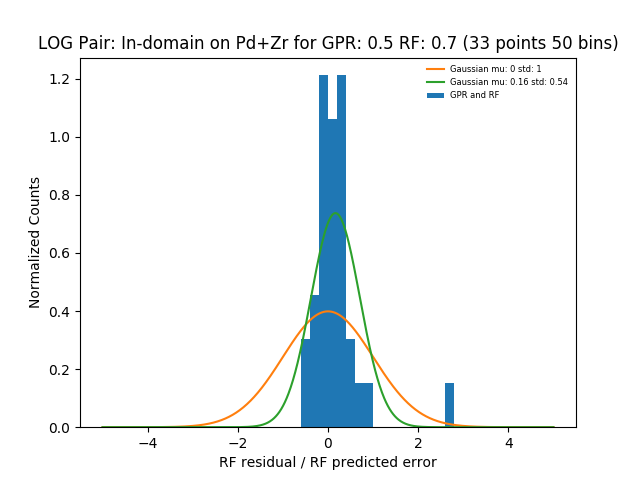 LOG Pair: In-domain on Pd+Zr for GPR: 0.5 RF: 0.7 (33 points 50 bins)
Gaussian mu: 0 std: 1
Gaussian mu: 0.16 std: 0.54
GPR and RF
Normalized Counts
1.2
1.0
0.8
0.6
0.4
0.2
0.0
−4
−2
0
2
4
RF residual / RF predicted error